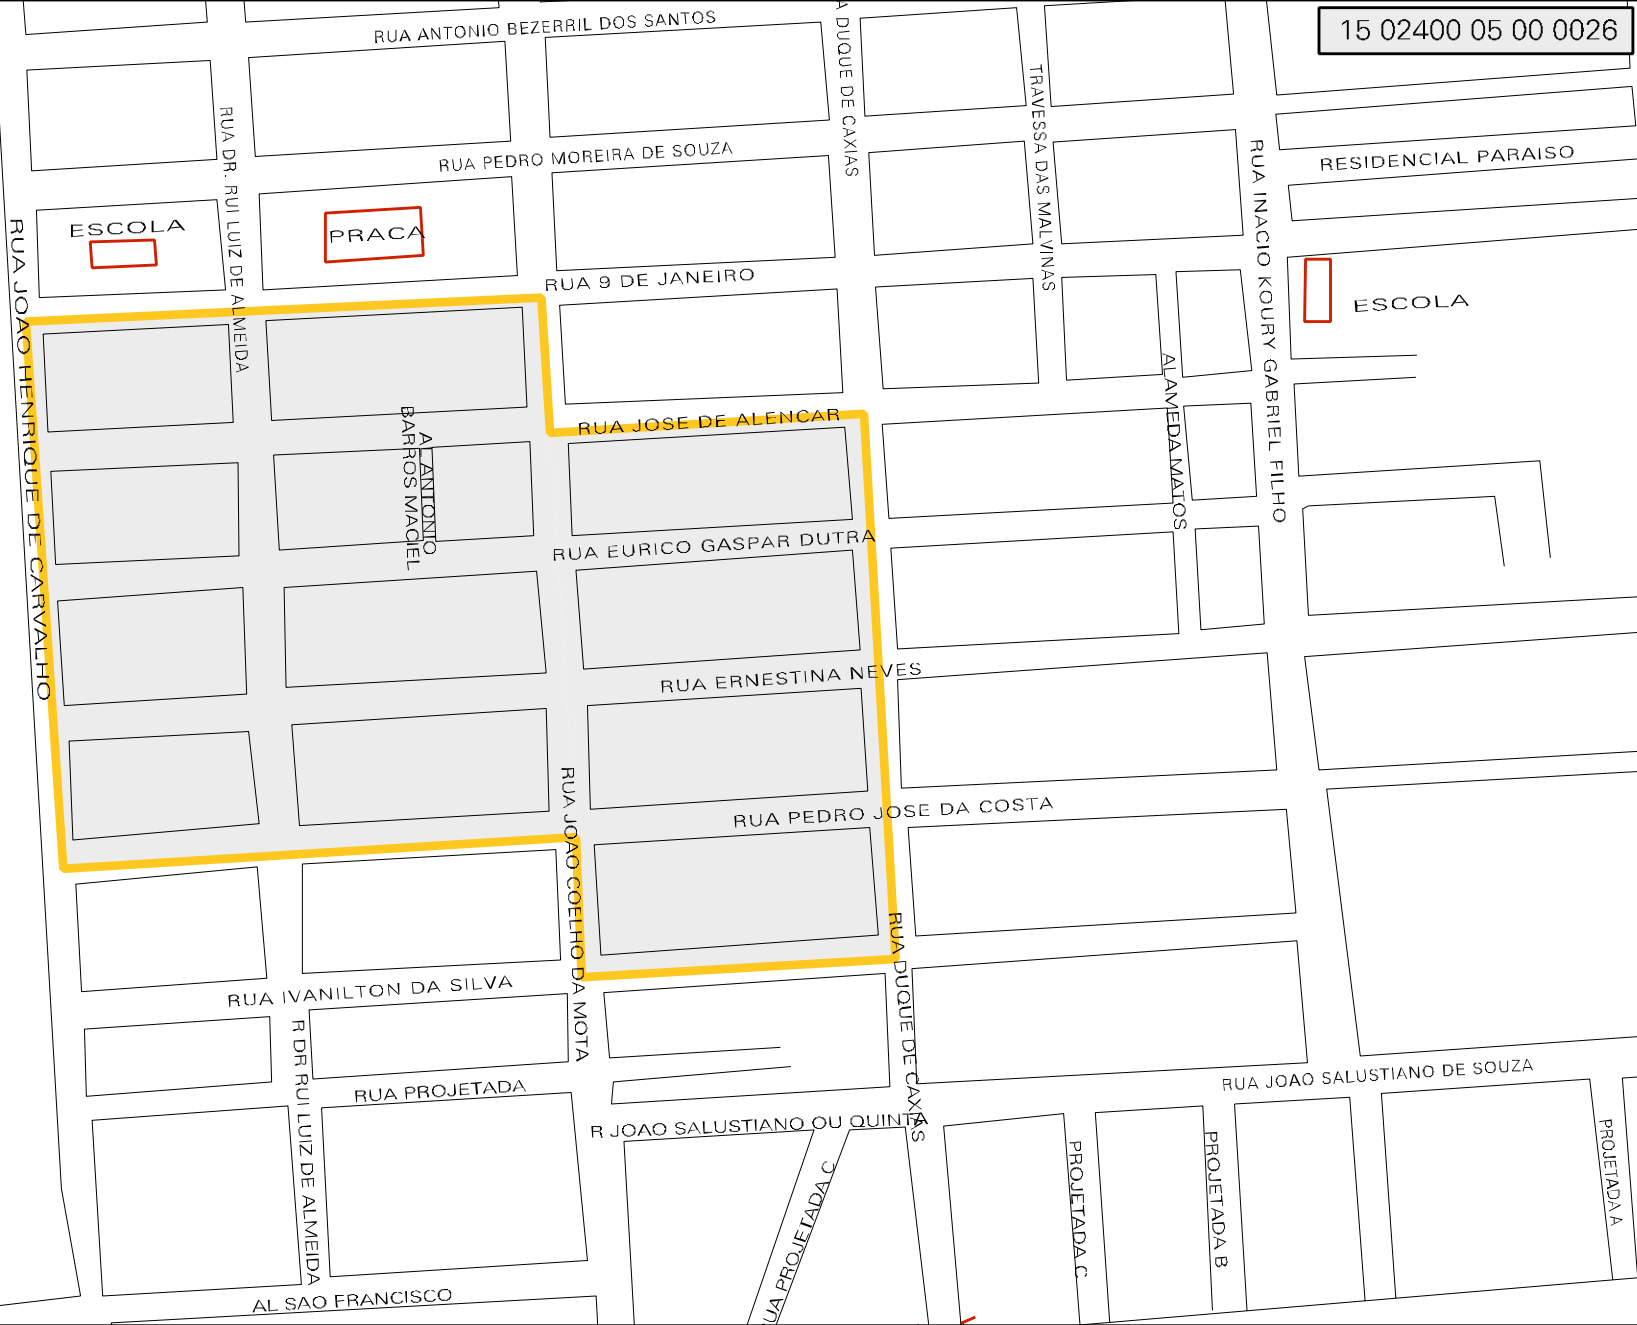 15 02400 05 00 0026
RUA ANTONIO BEZERRIL DOS SANTOS
A DUQUE DE CAXIAS
TRAVESSA DAS MALVINAS
RUA DR. RUI LUIZ DE ALMEIDA
RUA PEDRO MOREIRA DE SOUZA
RESIDENCIAL PARAISO
RUA INACIO KOURY GABRIEL FILHO
ESCOLA
PRACA
RUA JOAO HENRIQUE DE CARVALHO
RUA 9 DE JANEIRO
ESCOLA
ALAMEDA MATOS
RUA JOSE DE ALENCAR
AL ANTONIO
BARROS MACIEL
RUA EURICO GASPAR DUTRA
RUA ERNESTINA NEVES
RUA JOAO COELHO DA MOTA
RUA PEDRO JOSE DA COSTA
RUA DUQUE DE CAXIAS
RUA IVANILTON DA SILVA
R DR RUI LUIZ DE ALMEIDA
RUA PROJETADA
RUA JOAO SALUSTIANO DE SOUZA
R JOAO SALUSTIANO OU QUINTA
UA PROJETADA C
PROJETADA C
PROJETADA B
PROJETADA A
AL SAO FRANCISCO